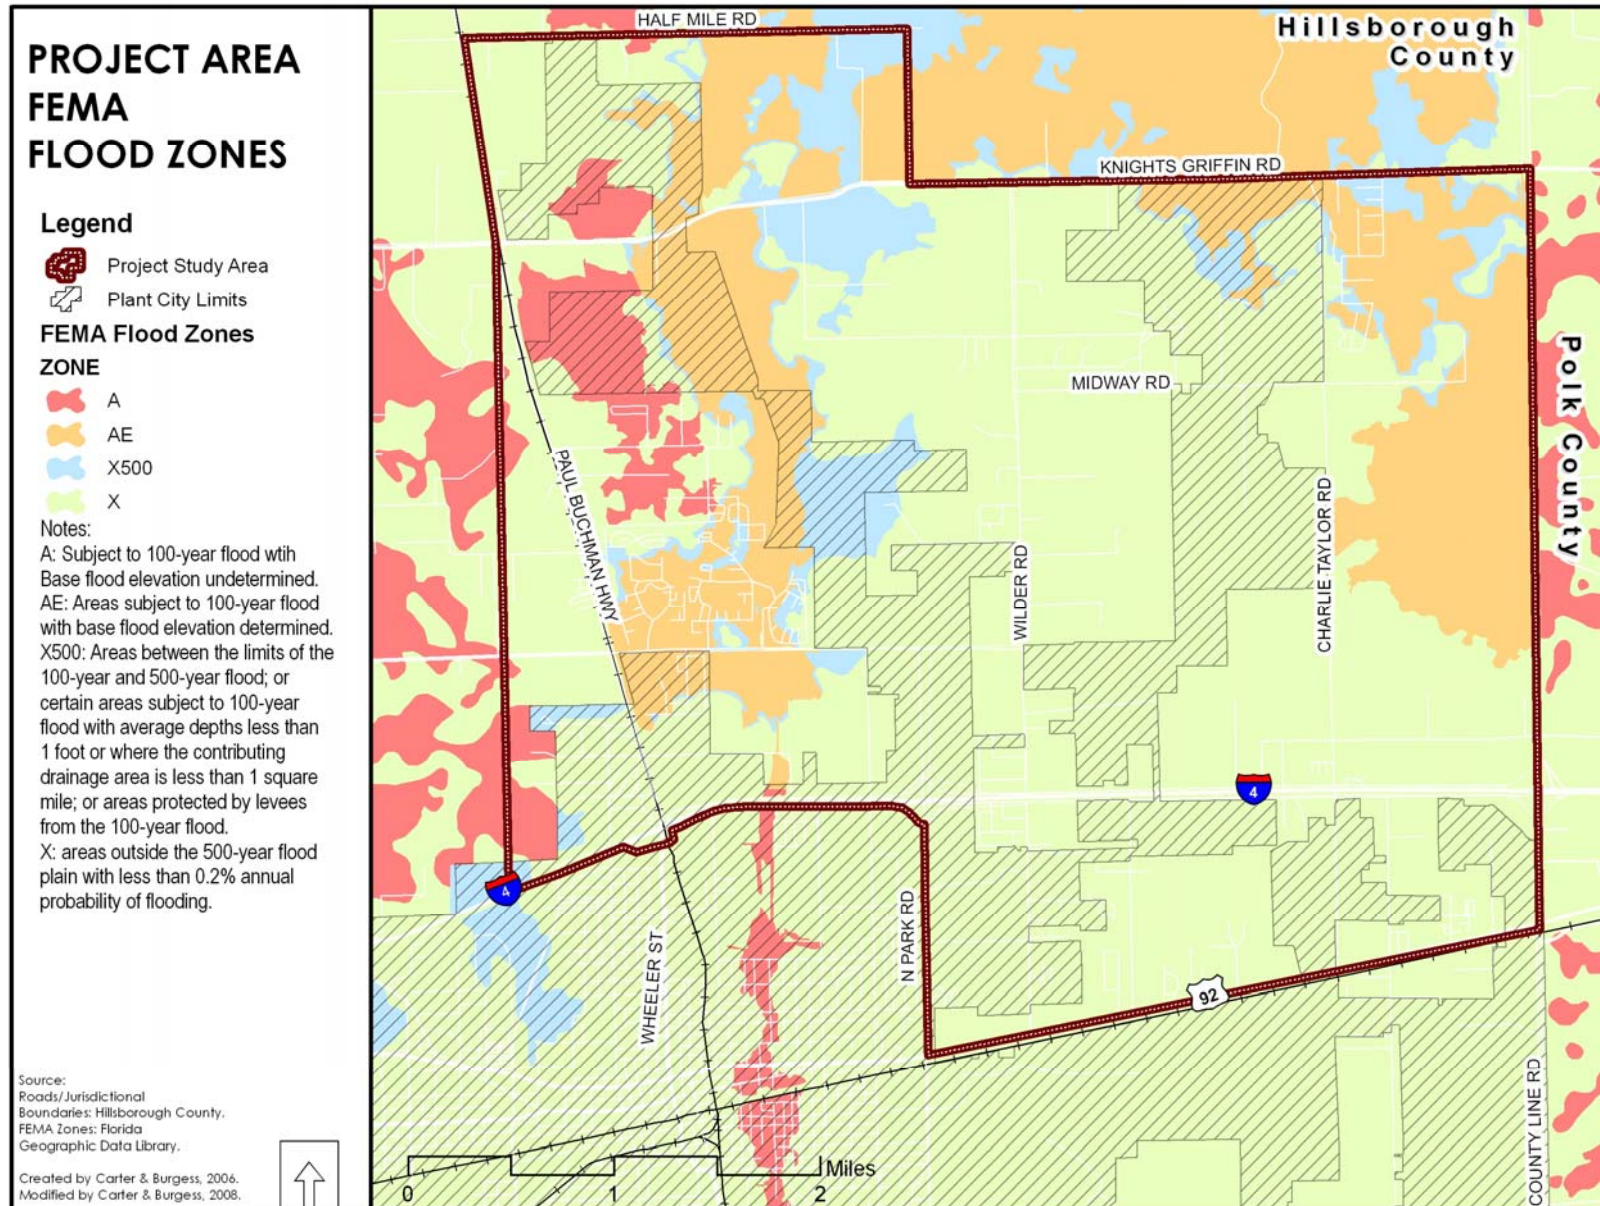 PROJECT AREA
FEMA
FLOOD ZONES
Legend
Project Study Area
Plant City Limits
FEMA Flood Zones
ZONE
A
AE
X500
X
Notes:
A: Subject to 100-year flood wtih
Base flood elevation undetermined.
AE: Areas subject to 100-year flood
with base flood elevation determined.
X500: Areas between the limits of the
100-year and 500-year flood; or
certain areas subject to 100-year
flood with average depths less than
1 foot or where the contributing
drainage area is less than 1 square
mile; or areas protected by levees
from the 100-year flood.
X: areas outside the 500-year flood
plain with less than 0.2% annual
probability of flooding.
Source:
Roads/Jurisdictional
Boundaries: Hillsborough County.
FEMA Zones: Florida
Geographic Data Library.
Created by Carter & Burgess, 2006.
Modified by Carter & Burgess, 2008.
HALF MILE RD
Hillsborough
County
KNIGHTS GRIFFIN RD
Polk County
MIDWAY RD
PAUL BUCHMAN HWY
WILDER RD
CHARLIE TAYLOR RD
4
4
N PARK RD
WHEELER ST
92
COUNTY LINE RD
Miles
0
1
2